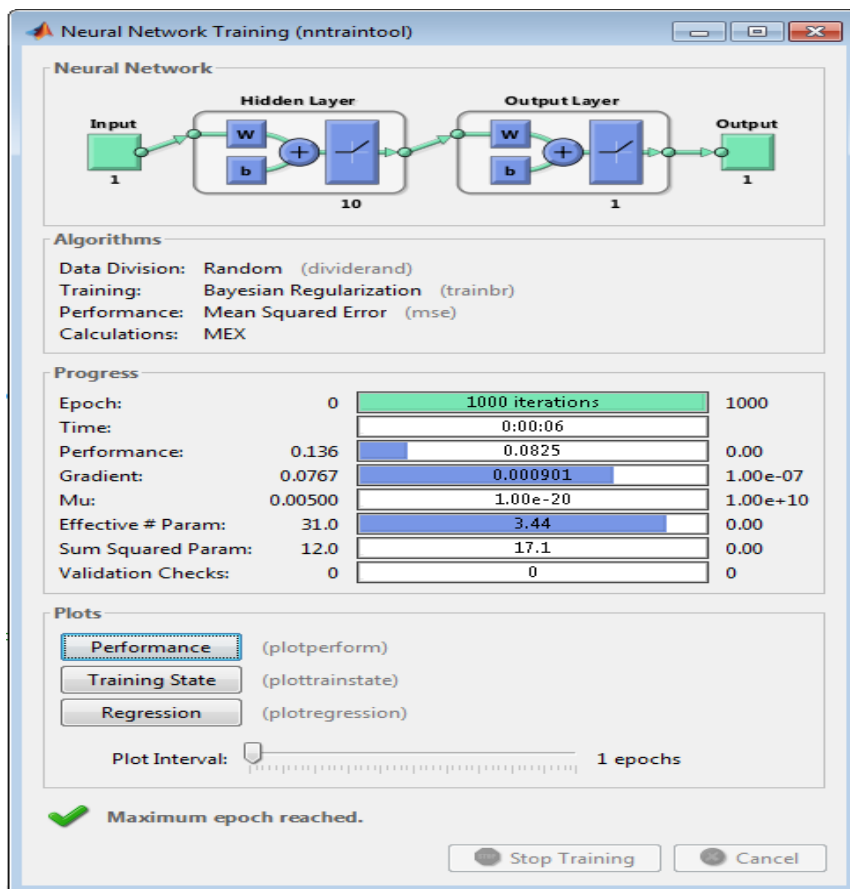 Neural Network Training (nntraintool)
Neural Network
Hidden Layer Output Layer
Input Output
W W
b b
+ +
1 1
10 1
Algorithms
Data Division: Random (dividerand)
Training: Bayesian Regularization (trainbr)
Performance: Mean Squared Error (mse)
Calculations: MEX
Progress
Epoch: 0 1000 iterations 1000
Time: 0:00:06
Performance: 0.136 0.0825 0.00
Gradient: 0.0767 0.000901 1.00e-07
Mu: 0.00500 1.00e-20 1.00e+10
Effective # Param: 31.0 3.44 0.00
Sum Squared Param: 12.0 17.1 0.00
Validation Checks: 0 0 0
Plots
Performance (plotperform)
Training State (plottrainstate)
Regression (plotregression)
Plot Interval: 1 epochs
Maximum epoch reached.
Stop Training Cancel